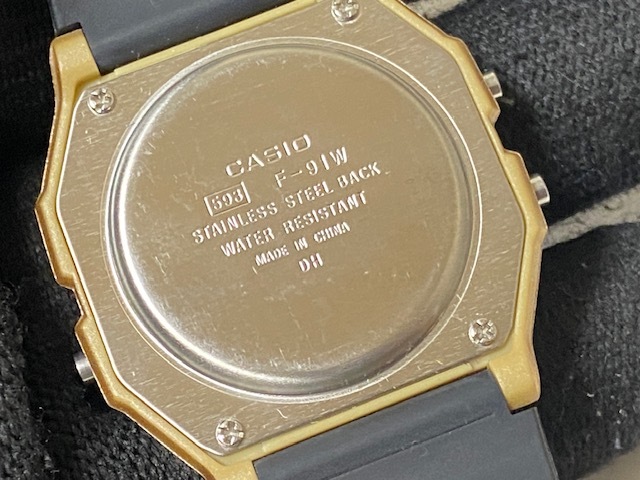 CASIO
593 F-91W
STAINLESS STEEL BACK
WATER RESISTANT
MADE IN CHINA
DH